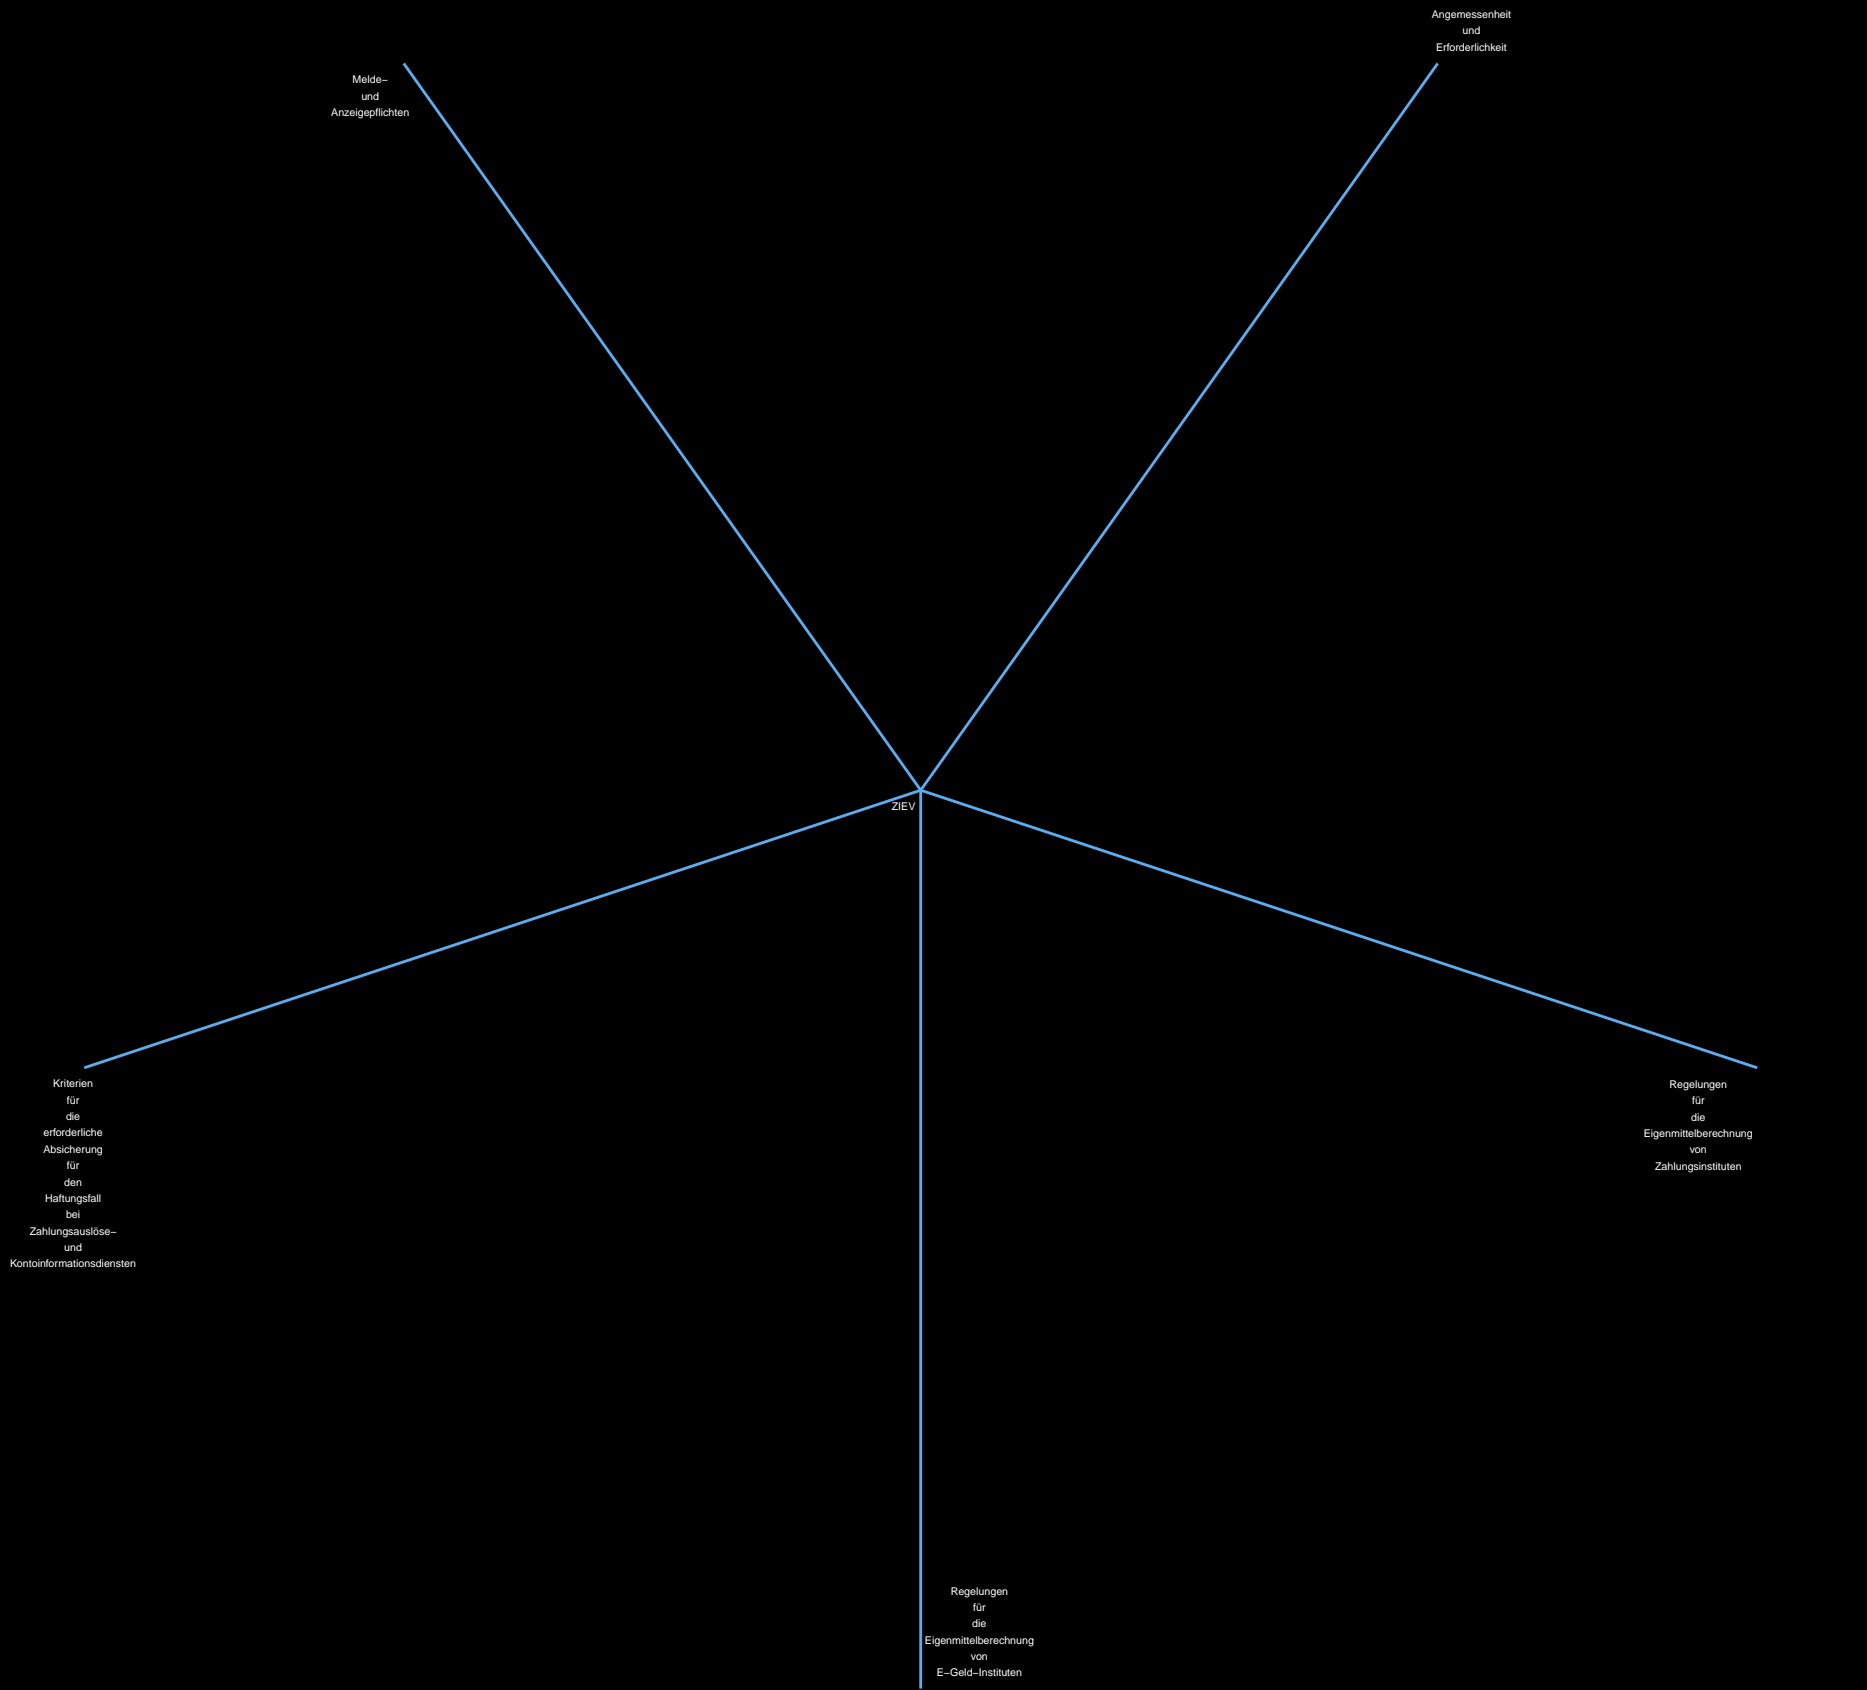 Angemessenheit
und
Erforderlichkeit
Melde–
und
Anzeigepflichten
ZIEV
Kriterien
für
die
erforderliche
Absicherung
für
den
Haftungsfall
bei
Zahlungsauslöse–
und
Kontoinformationsdiensten
Regelungen
für
die
Eigenmittelberechnung
von
Zahlungsinstituten
Regelungen
für
die
Eigenmittelberechnung
von
E–Geld–Instituten